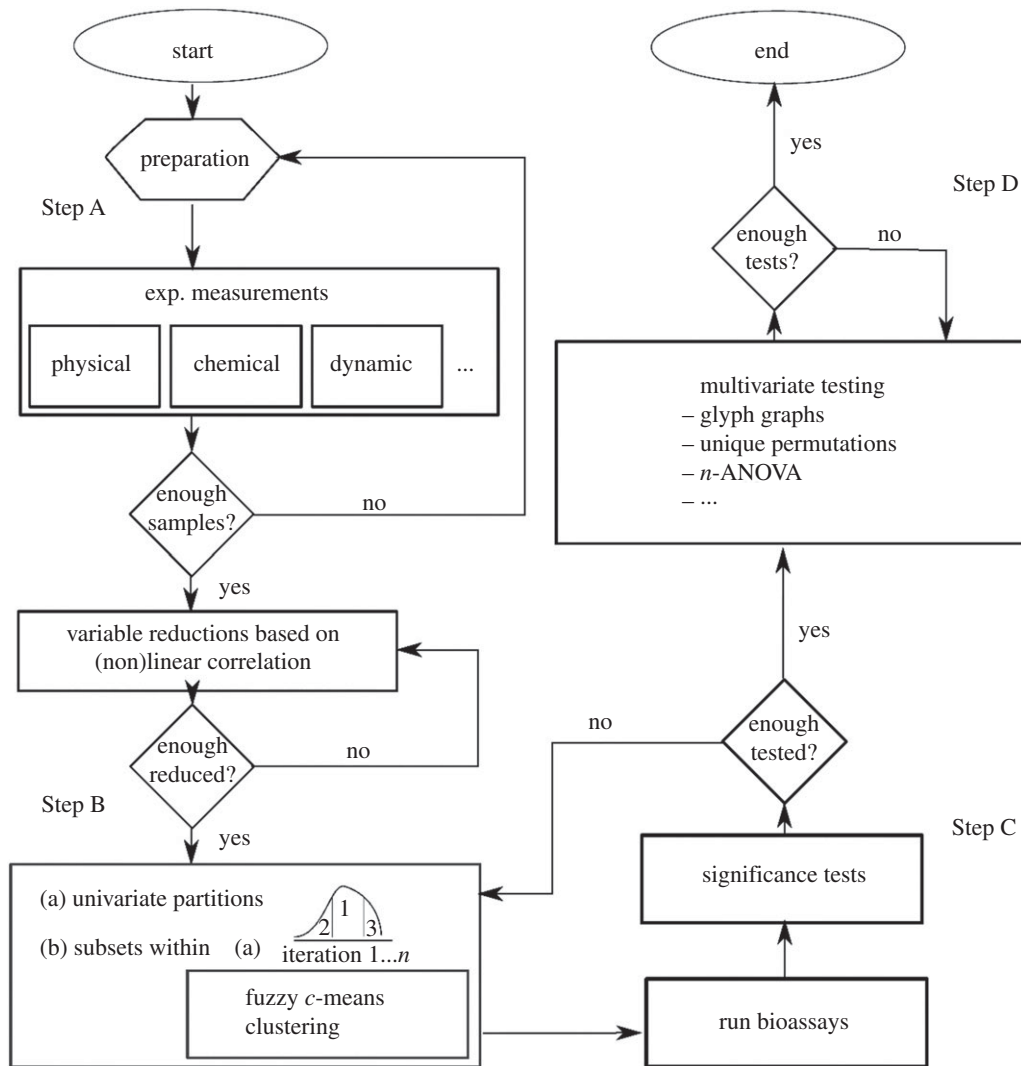 start
preparation
Step A
exp. measurements
physical
chemical
dynamic
...
enough
samples?
no
yes
variable reductions based on
(non)linear correlation
enough
reduced?
no
Step B
yes
(a) univariate partitions
(b) subsets within (a)
2 1 3
iteration 1...n
fuzzy c-means
clustering
run bioassays
significance tests
Step C
enough
tested?
no
yes
multivariate testing
– glyph graphs
– unique permutations
– n-ANOVA
– ...
enough
tests?
no
Step D
yes
end